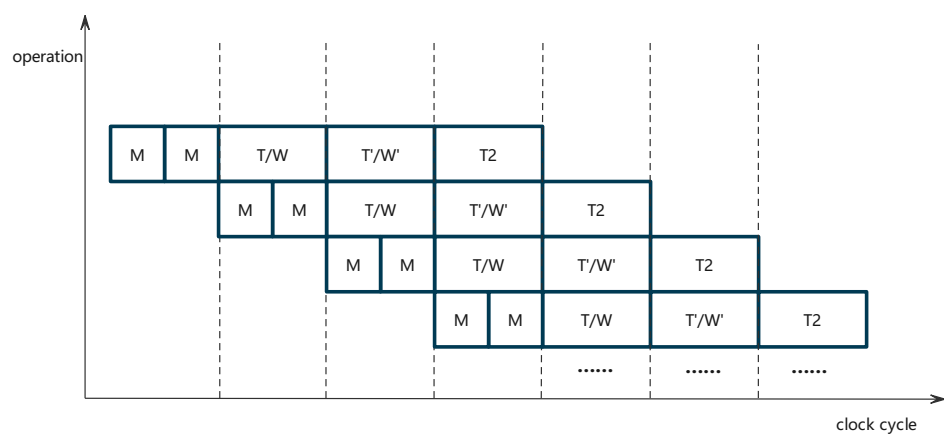 operation
M M T/W T'/W' T2
M M T/W T'/W' T2
M M T/W T'/W' T2
M M T/W T'/W' T2
...... ...... ......
clock cycle